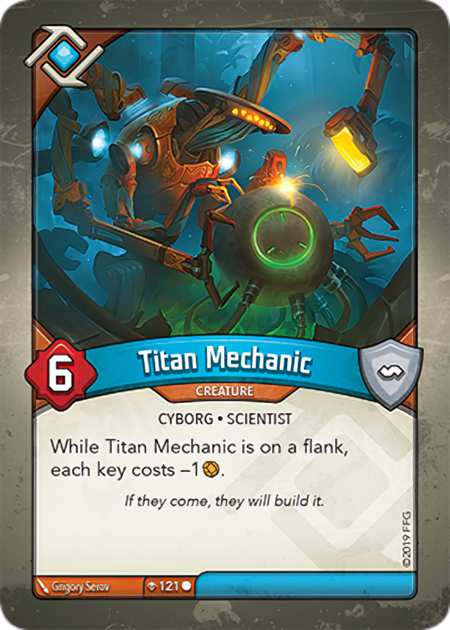 Titan Mechanic
6
CREATURE
CYBORG • SCIENTIST
While Titan Mechanic is on a flank,
each key costs –1.
If they come, they will build it.
©2019 FFG
Grigory Serov
121